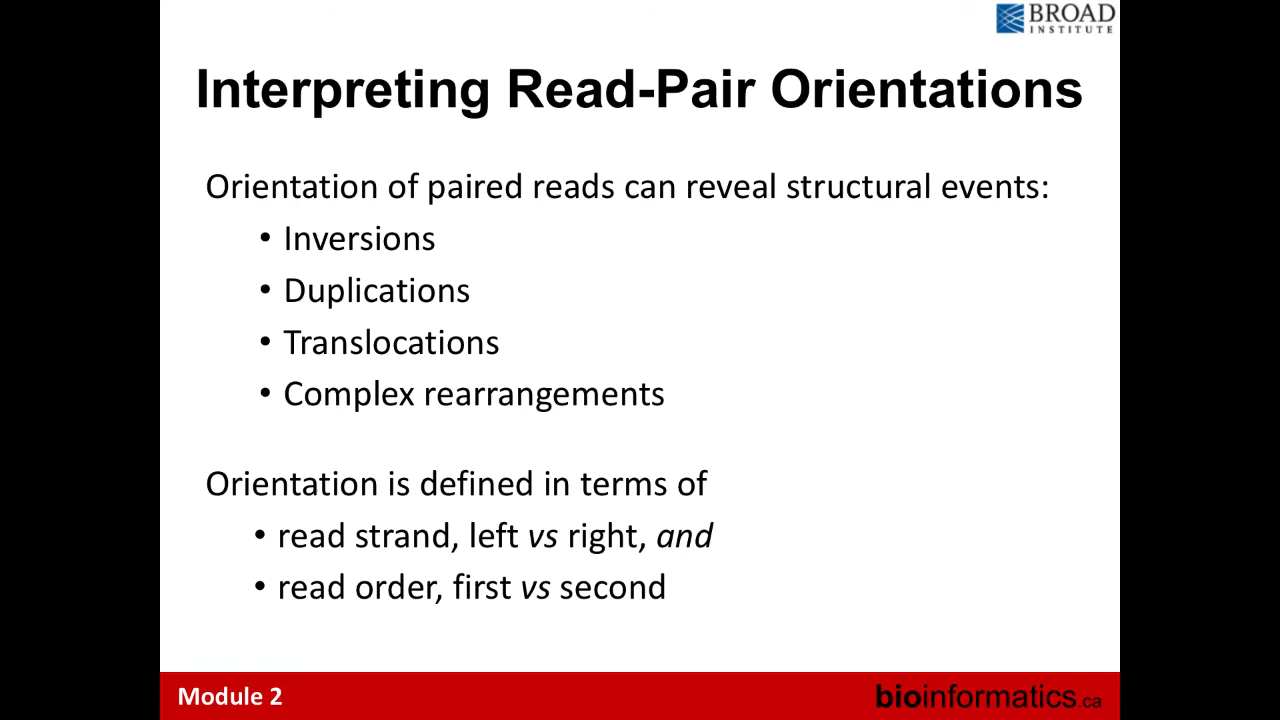 BROAD
INSTITUTE
Interpreting Read-Pair Orientations
Orientation of paired reads can reveal structural events:
• Inversions
• Duplications
• Translocations
• Complex rearrangements
Orientation is defined in terms of
• read strand, left vs right, and
• read order, first vs second
Module 2
bioinformatics.ca